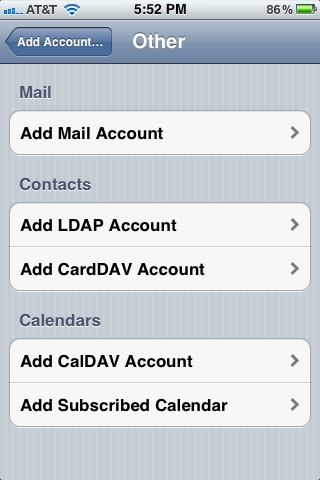 AT&T 5:52 PM 86%
Add Account... Other
Mail
Add Mail Account
Contacts
Add LDAP Account
Add CardDAV Account
Calendars
Add CalDAV Account
Add Subscribed Calendar